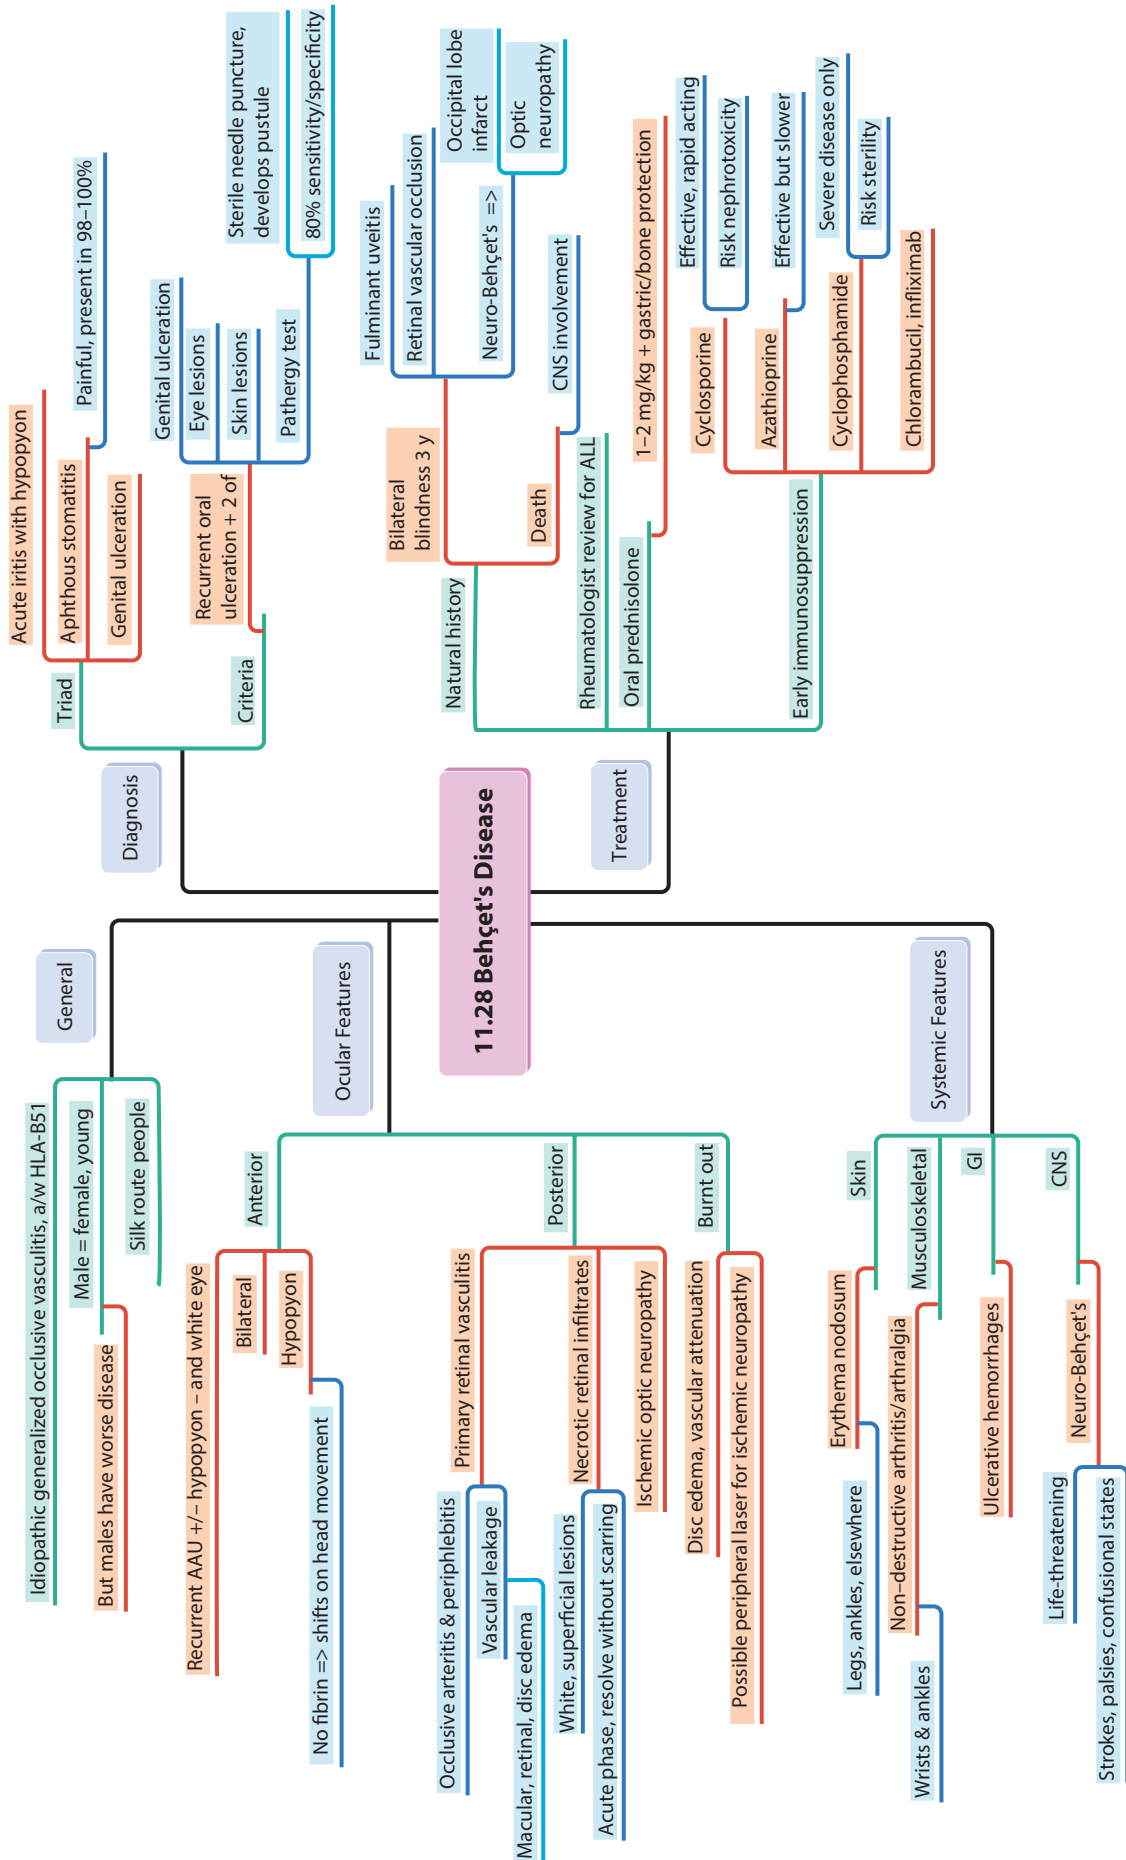 11.28 Behçet's Disease
General
Idiopathic generalized occlusive vasculitis, a/w HLA-B51
Male = female, young
But males have worse disease
Silk route people
Ocular Features
Anterior
Recurrent AAU +/– hypopyon – and white eye
Bilateral
Hypopyon
No fibrin => shifts on head movement
Posterior
Primary retinal vasculitis
Occlusive arteritis & periphlebitis
Vascular leakage
Macular, retinal, disc edema
Necrotic retinal infiltrates
White, superficial lesions
Acute phase, resolve without scarring
Ischemic optic neuropathy
Burnt out
Disc edema, vascular attenuation
Possible peripheral laser for ischemic neuropathy
Systemic Features
Skin
Erythema nodosum
Legs, ankles, elsewhere
Musculoskeletal
Non–destructive arthritis/arthralgia
Wrists & ankles
GI
Ulcerative hemorrhages
CNS
Neuro-Behçet's
Life-threatening
Strokes, palsies, confusional states
Diagnosis
Triad
Acute iritis with hypopyon
Aphthous stomatitis
Painful, present in 98–100%
Genital ulceration
Criteria
Recurrent oral
ulceration + 2 of
Genital ulceration
Eye lesions
Skin lesions
Pathergy test
Sterile needle puncture,
develops pustule
80% sensitivity/specificity
Treatment
Natural history
Bilateral
blindness 3 y
Fulminant uveitis
Retinal vascular occlusion
Neuro-Behçet's =>
Occipital lobe
infarct
Optic
neuropathy
Death
CNS involvement
Rheumatologist review for ALL
Oral prednisolone
1–2 mg/kg + gastric/bone protection
Early immunosuppression
Cyclosporine
Effective, rapid acting
Risk nephrotoxicity
Azathioprine
Effective but slower
Cyclophosphamide
Severe disease only
Risk sterility
Chlorambucil, infliximab